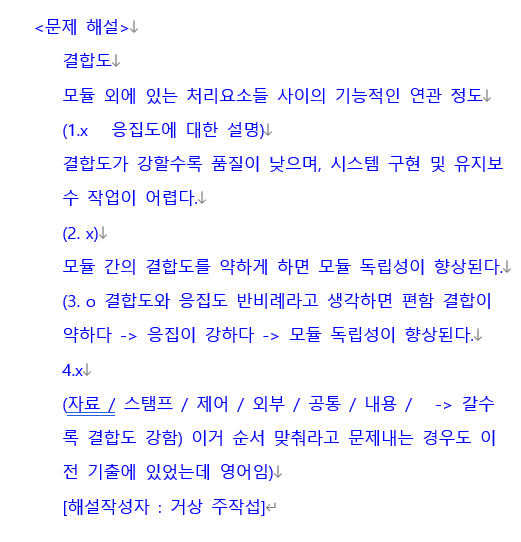 <문제 해설>↓
결합도↓
모듈 외에 있는 처리요소들 사이의 기능적인 연관 정도↓
(1.x 응집도에 대한 설명)↓
결합도가 강할수록 품질이 낮으며, 시스템 구현 및 유지보
수 작업이 어렵다.↓
(2. x)↓
모듈 간의 결합도를 약하게 하면 모듈 독립성이 향상된다.↓
(3. o 결합도와 응집도 반비례라고 생각하면 편함 결합이
약하다 -> 응집이 강하다 -> 모듈 독립성이 향상된다.↓
4.x↓
(자료 / 스탬프 / 제어 / 외부 / 공통 / 내용 / -> 갈수
록 결합도 강함) 이거 순서 맞춰라고 문제내는 경우도 이
전 기출에 있었는데 영어임)↓
[해설작성자 : 거상 주작섭]↵